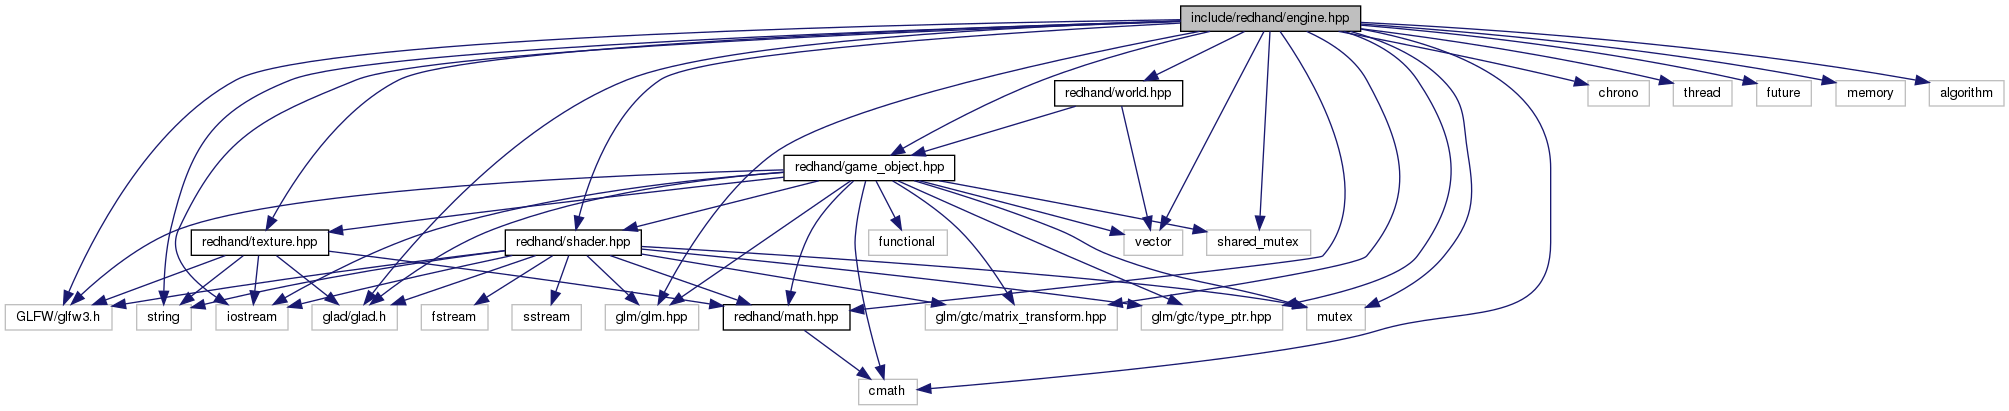 include/redhand/engine.hpp
redhand/world.hpp
chrono
thread
future
memory
algorithm
redhand/game_object.hpp
redhand/texture.hpp
redhand/shader.hpp
functional
vector
shared_mutex
GLFW/glfw3.h
string
iostream
glad/glad.h
fstream
sstream
glm/glm.hpp
redhand/math.hpp
glm/gtc/matrix_transform.hpp
glm/gtc/type_ptr.hpp
mutex
cmath